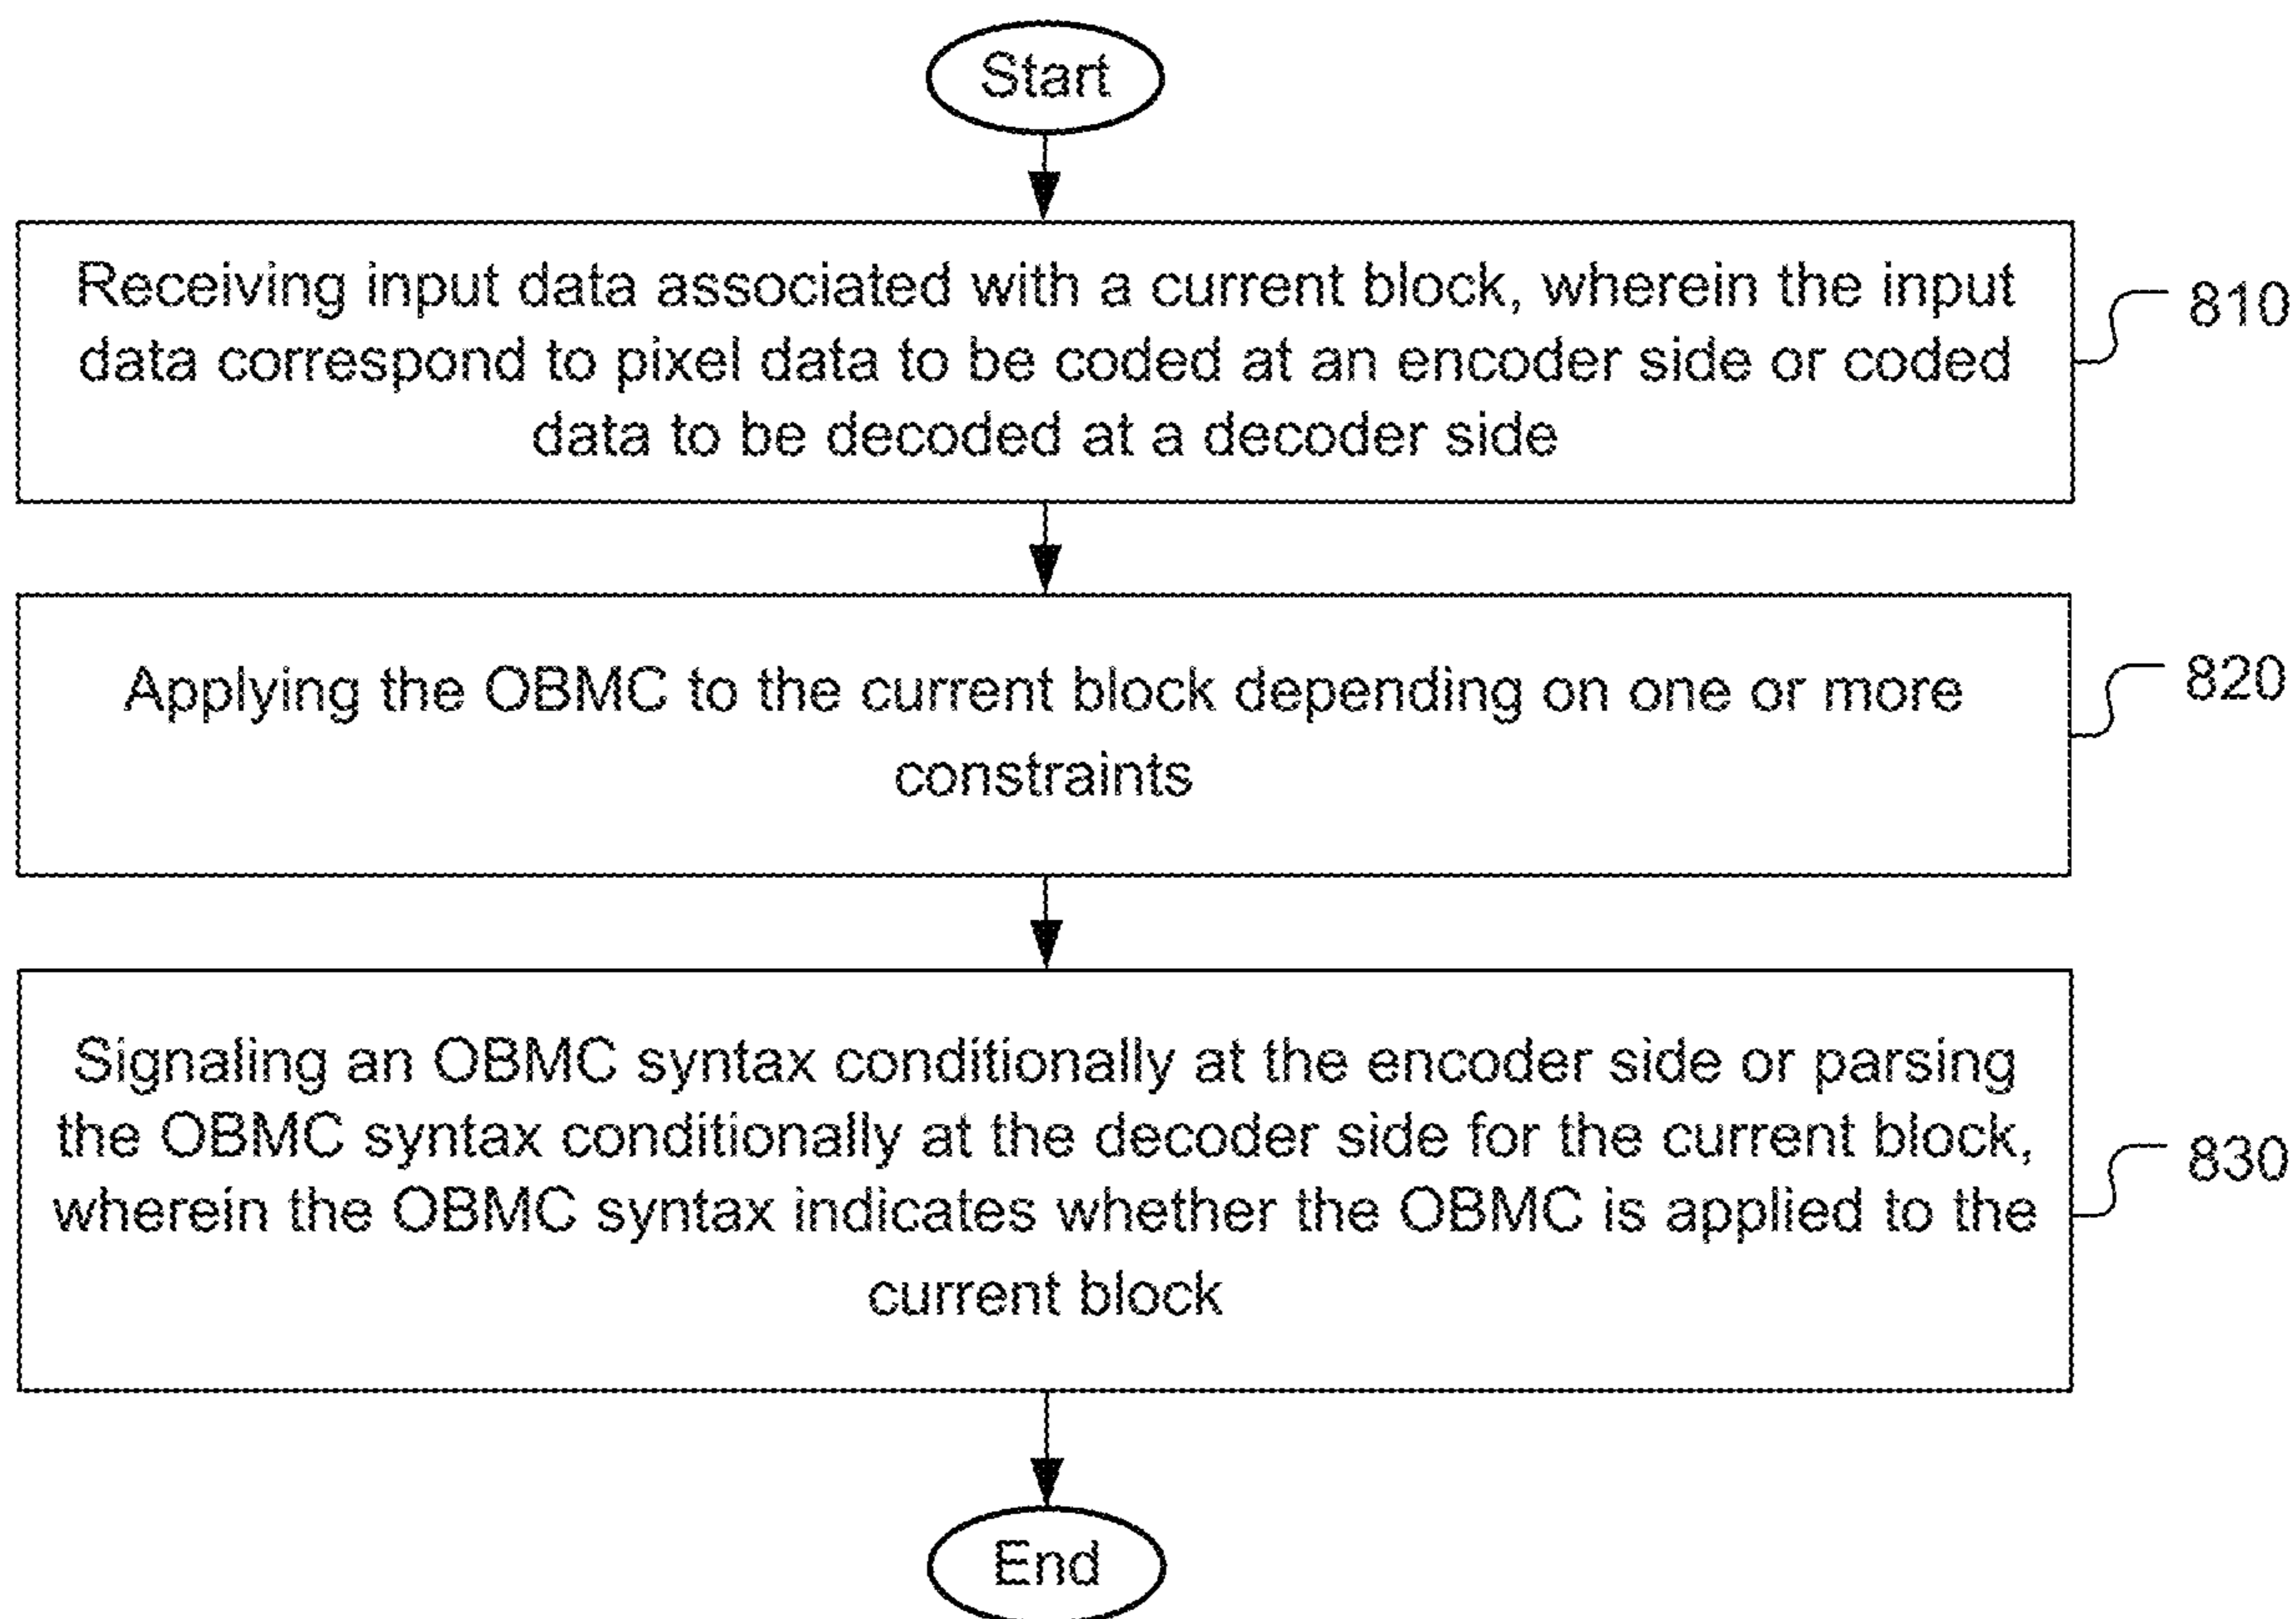 Start
Receiving input data associated with a current block, wherein the input
data correspond to pixel data to be coded at an encoder side or coded
data to be decoded at a decoder side
810
Applying the OBMC to the current block depending on one or more
constraints
820
Signaling an OBMC syntax conditionally at the encoder side or parsing
the OBMC syntax conditionally at the decoder side for the current block,
wherein the OBMC syntax indicates whether the OBMC is applied to the
current block
830
End